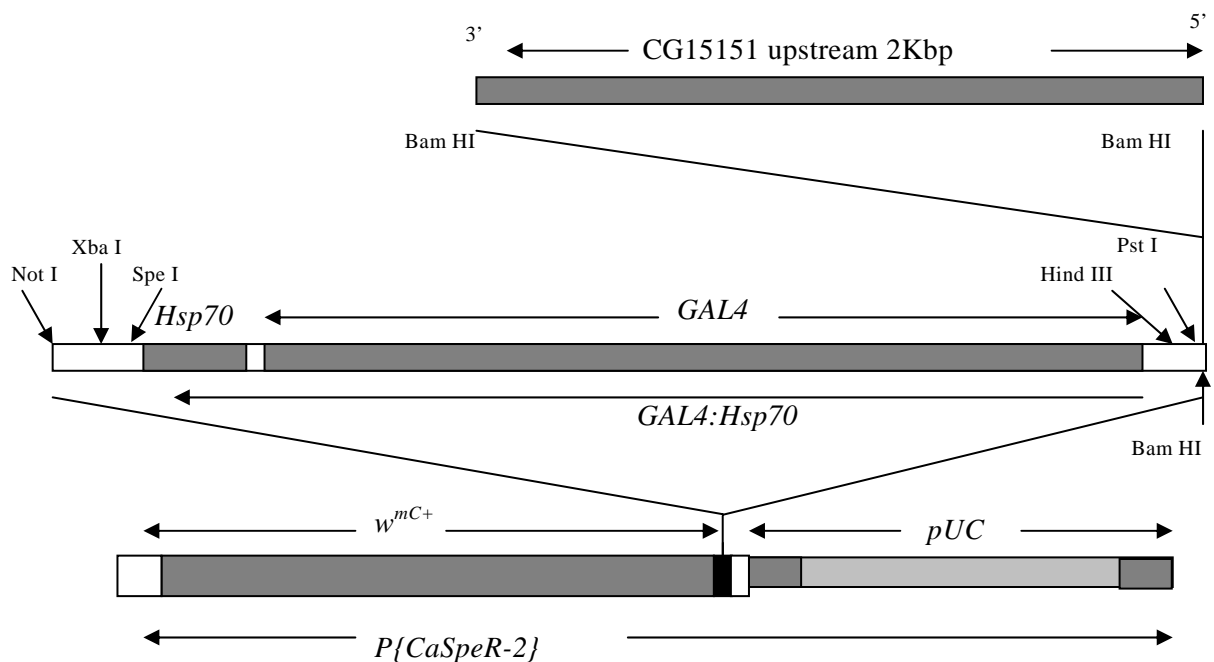 5’
3’
CG15151 upstream 2Kbp
Bam HI
Bam HI
Xba I
Pst I
Not I
Spe I
Hind III
Hsp70
GAL4
GAL4:Hsp70
Bam HI
w^mC+
pUC
P{CaSpeR-2}